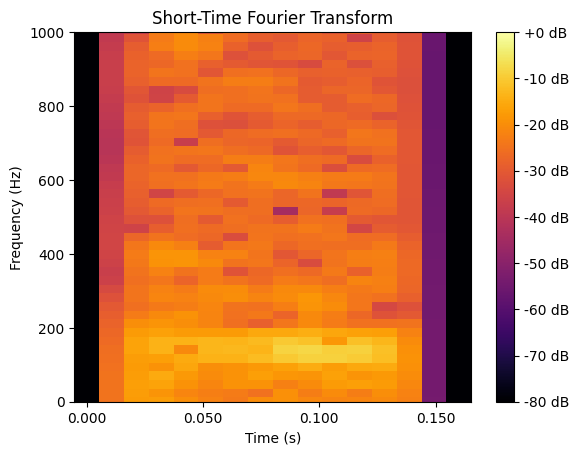 Short-Time Fourier Transform
1000
800
600
400
200
0
Frequency (Hz)
0.000
0.050
0.100
0.150
Time (s)
+0 dB
-10 dB
-20 dB
-30 dB
-40 dB
-50 dB
-60 dB
-70 dB
-80 dB